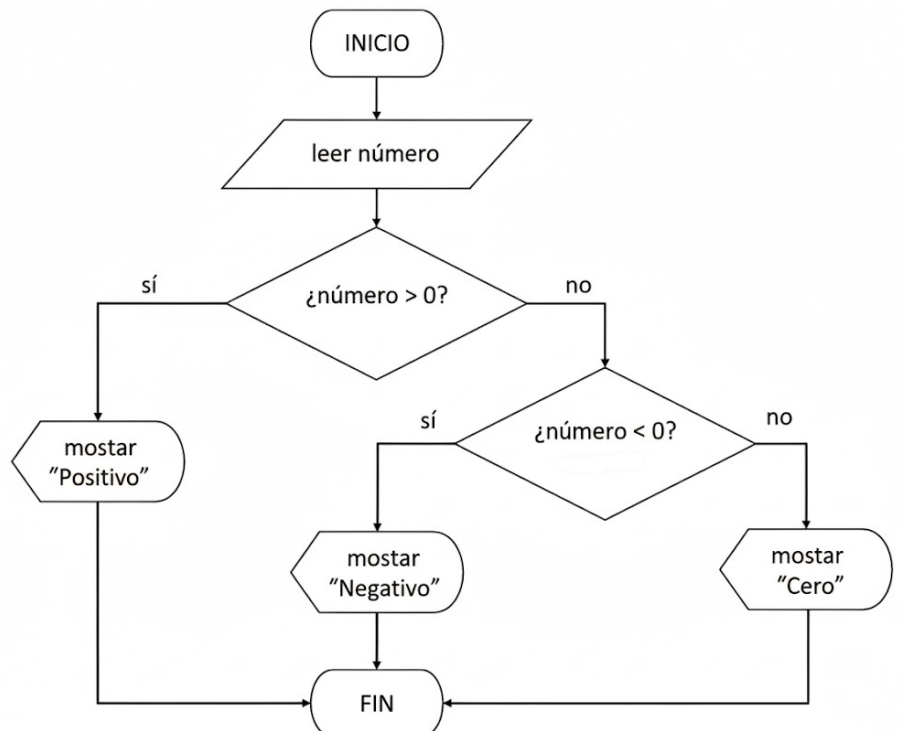 INICIO
leer número
¿número > 0?
sí
no
¿número < 0?
sí
no
mostar
"Positivo"
mostar
"Negativo"
mostar
"Cero"
FIN